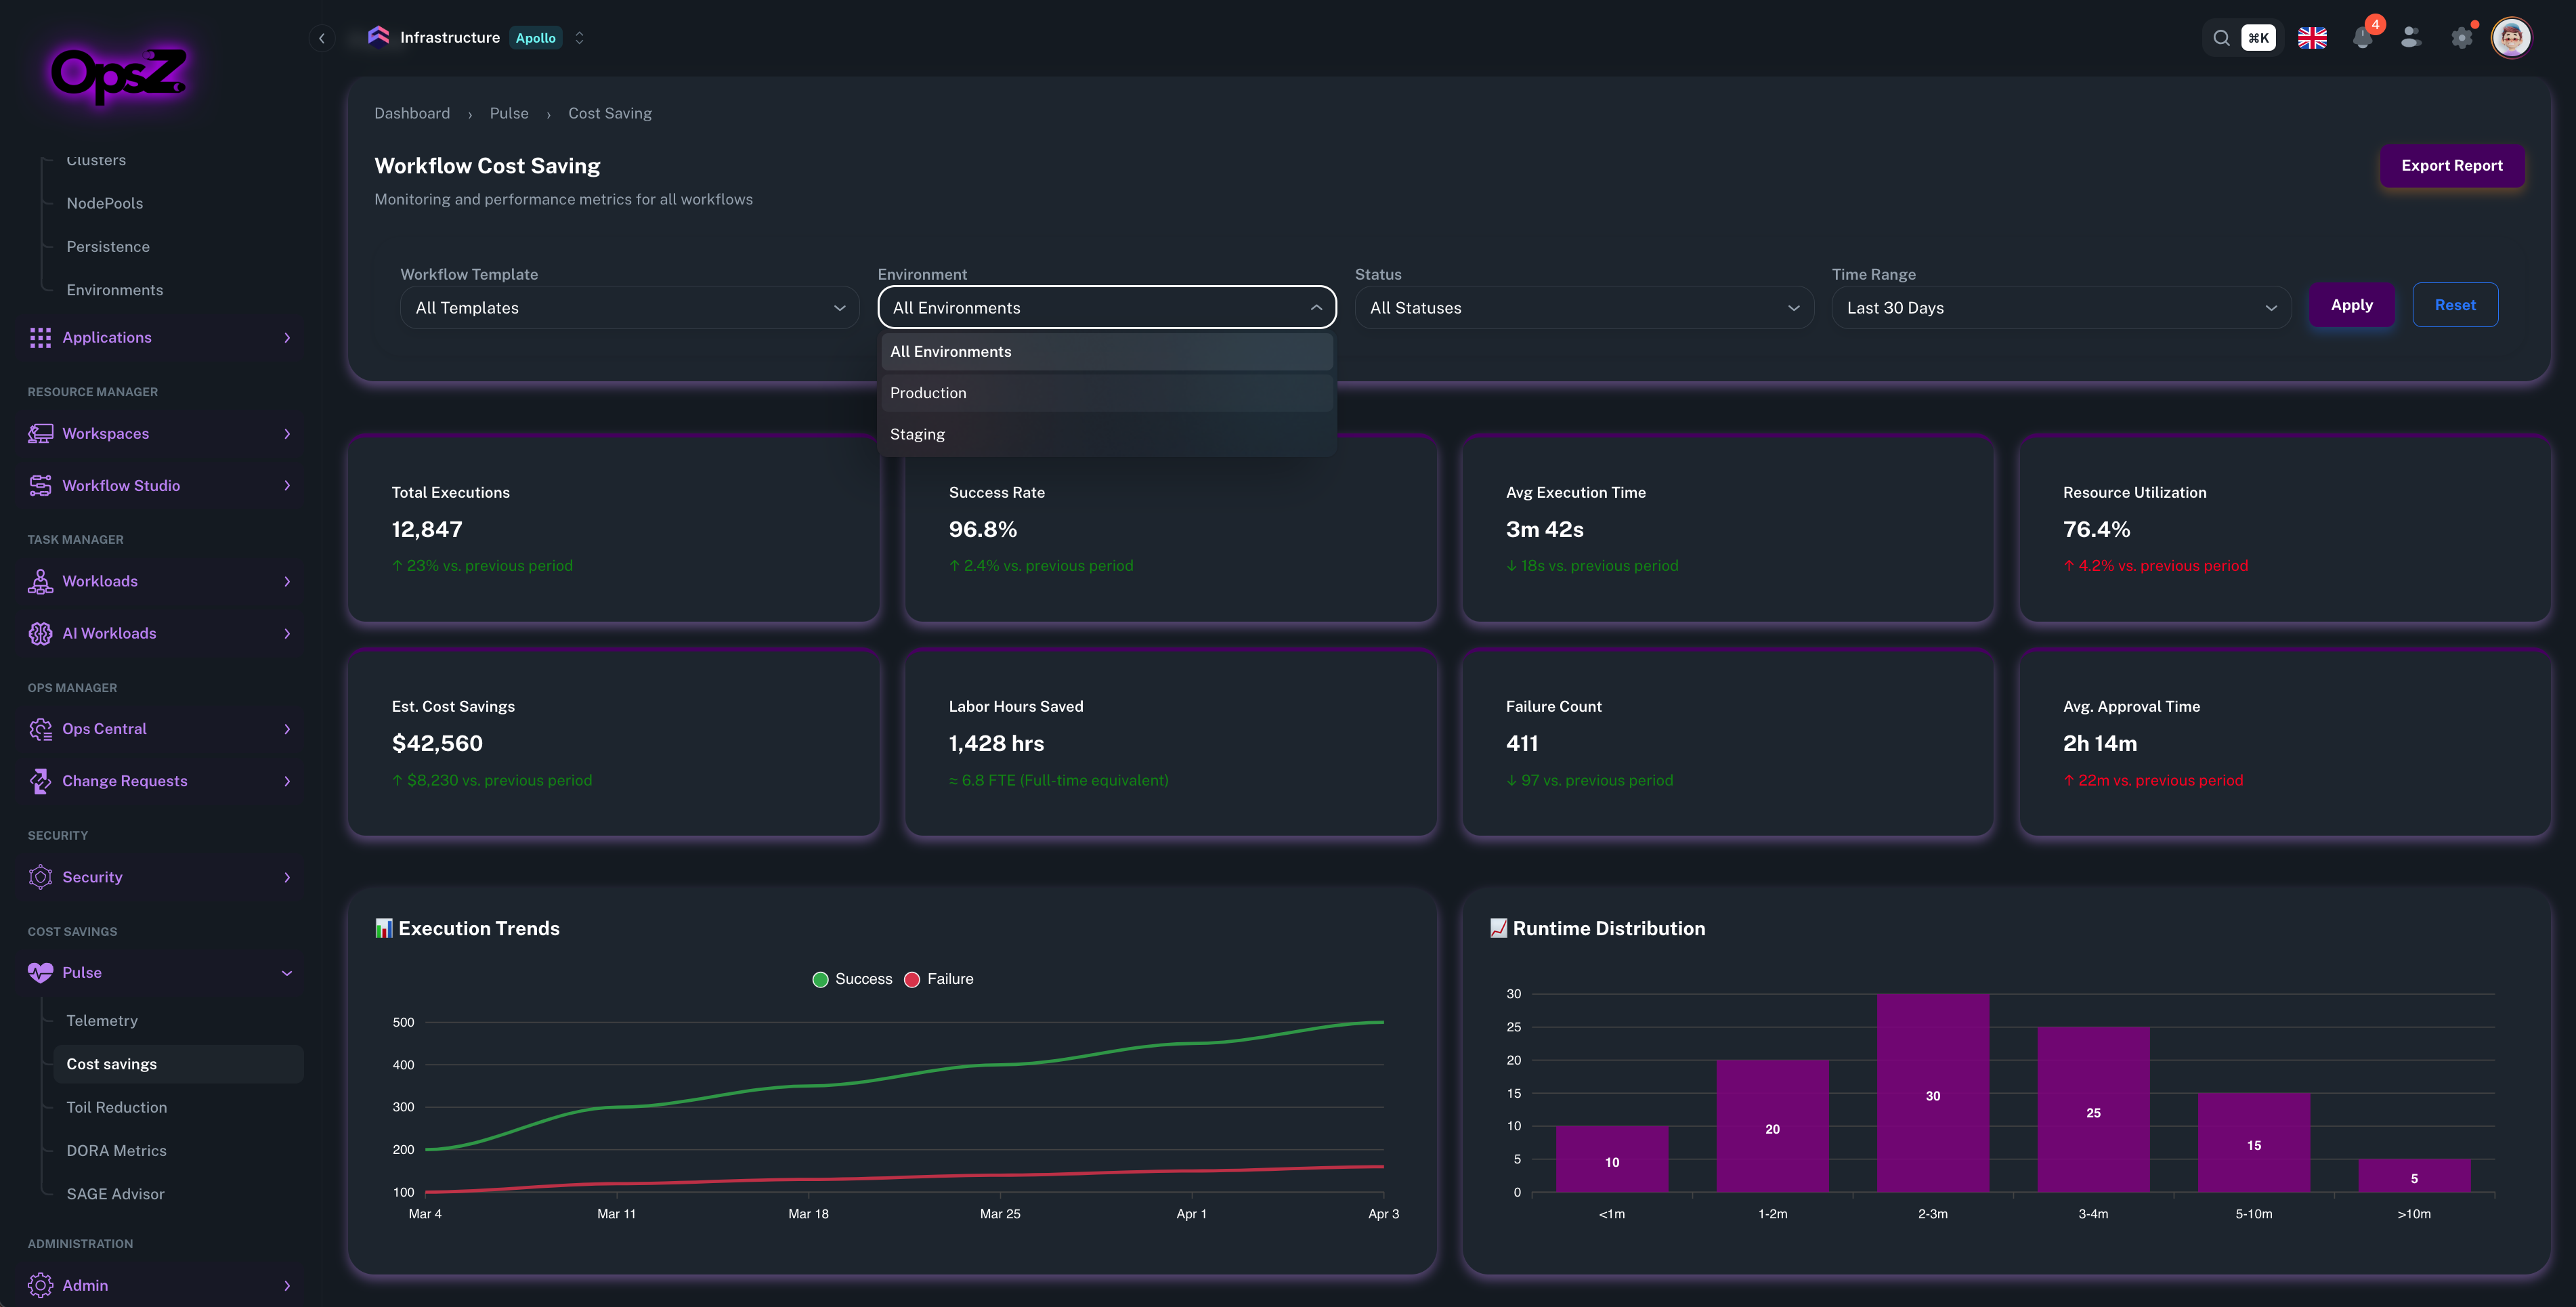 OpsZ
Clusters
NodePools
Persistence
Environments
Applications
RESOURCE MANAGER
Workspaces
Workflow Studio
TASK MANAGER
Workloads
AI Workloads
OPS MANAGER
Ops Central
Change Requests
SECURITY
Security
COST SAVINGS
Pulse
Telemetry
Cost savings
Toil Reduction
DORA Metrics
SAGE Advisor
ADMINISTRATION
Admin
Infrastructure Apollo
⌘K
4
Dashboard › Pulse › Cost Saving
Workflow Cost Saving
Monitoring and performance metrics for all workflows
Export Report
Workflow Template
All Templates
Environment
All Environments
All Environments
Production
Staging
Status
All Statuses
Time Range
Last 30 Days
Apply
Reset
Total Executions
12,847
↑ 23% vs. previous period
Success Rate
96.8%
↑ 2.4% vs. previous period
Avg Execution Time
3m 42s
↓ 18s vs. previous period
Resource Utilization
76.4%
↑ 4.2% vs. previous period
Est. Cost Savings
$42,560
↑ $8,230 vs. previous period
Labor Hours Saved
1,428 hrs
≈ 6.8 FTE (Full-time equivalent)
Failure Count
411
↓ 97 vs. previous period
Avg. Approval Time
2h 14m
↑ 22m vs. previous period
📊 Execution Trends
Success Failure
500
400
300
200
100
Mar 4 Mar 11 Mar 18 Mar 25 Apr 1 Apr 3
📈 Runtime Distribution
30
25
20
15
10
5
0
10 20 30 25 15 5
<1m 1-2m 2-3m 3-4m 5-10m >10m